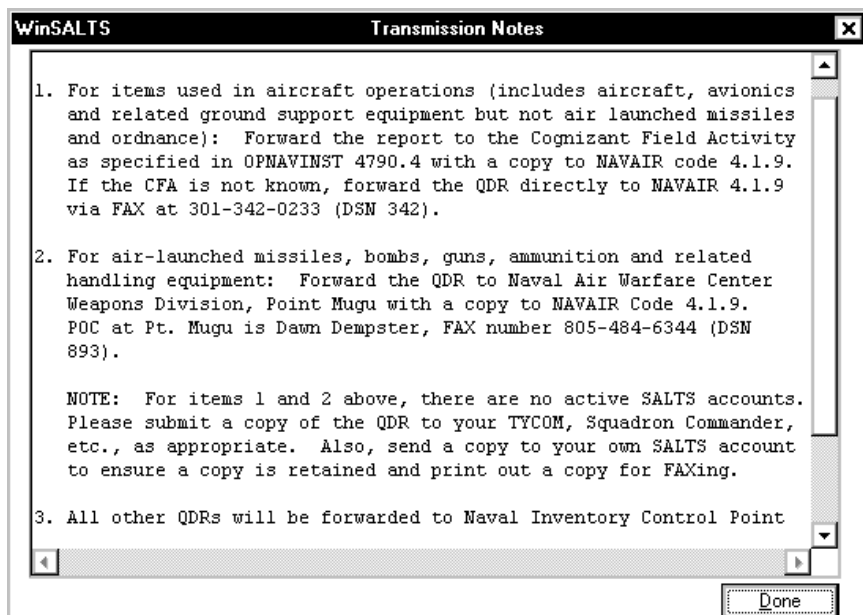 WinSALTS Transmission Notes
1. For items used in aircraft operations (includes aircraft, avionics
and related ground support equipment but not air launched missiles
and ordnance):  Forward the report to the Cognizant Field Activity
as specified in OPNAVINST 4790.4 with a copy to NAVAIR code 4.1.9.
If the CFA is not known, forward the QDR directly to NAVAIR 4.1.9
via FAX at 301-342-0233 (DSN 342).
2. For air-launched missiles, bombs, guns, ammunition and related
handling equipment:  Forward the QDR to Naval Air Warfare Center
Weapons Division, Point Mugu with a copy to NAVAIR Code 4.1.9.
POC at Pt. Mugu is Dawn Dempster, FAX number 805-484-6344 (DSN
893).
NOTE:  For items 1 and 2 above, there are no active SALTS accounts.
Please submit a copy of the QDR to your TYCOM, Squadron Commander,
etc., as appropriate.  Also, send a copy to your own SALTS account
to ensure a copy is retained and print out a copy for FAXing.
3. All other QDRs will be forwarded to Naval Inventory Control Point
Done